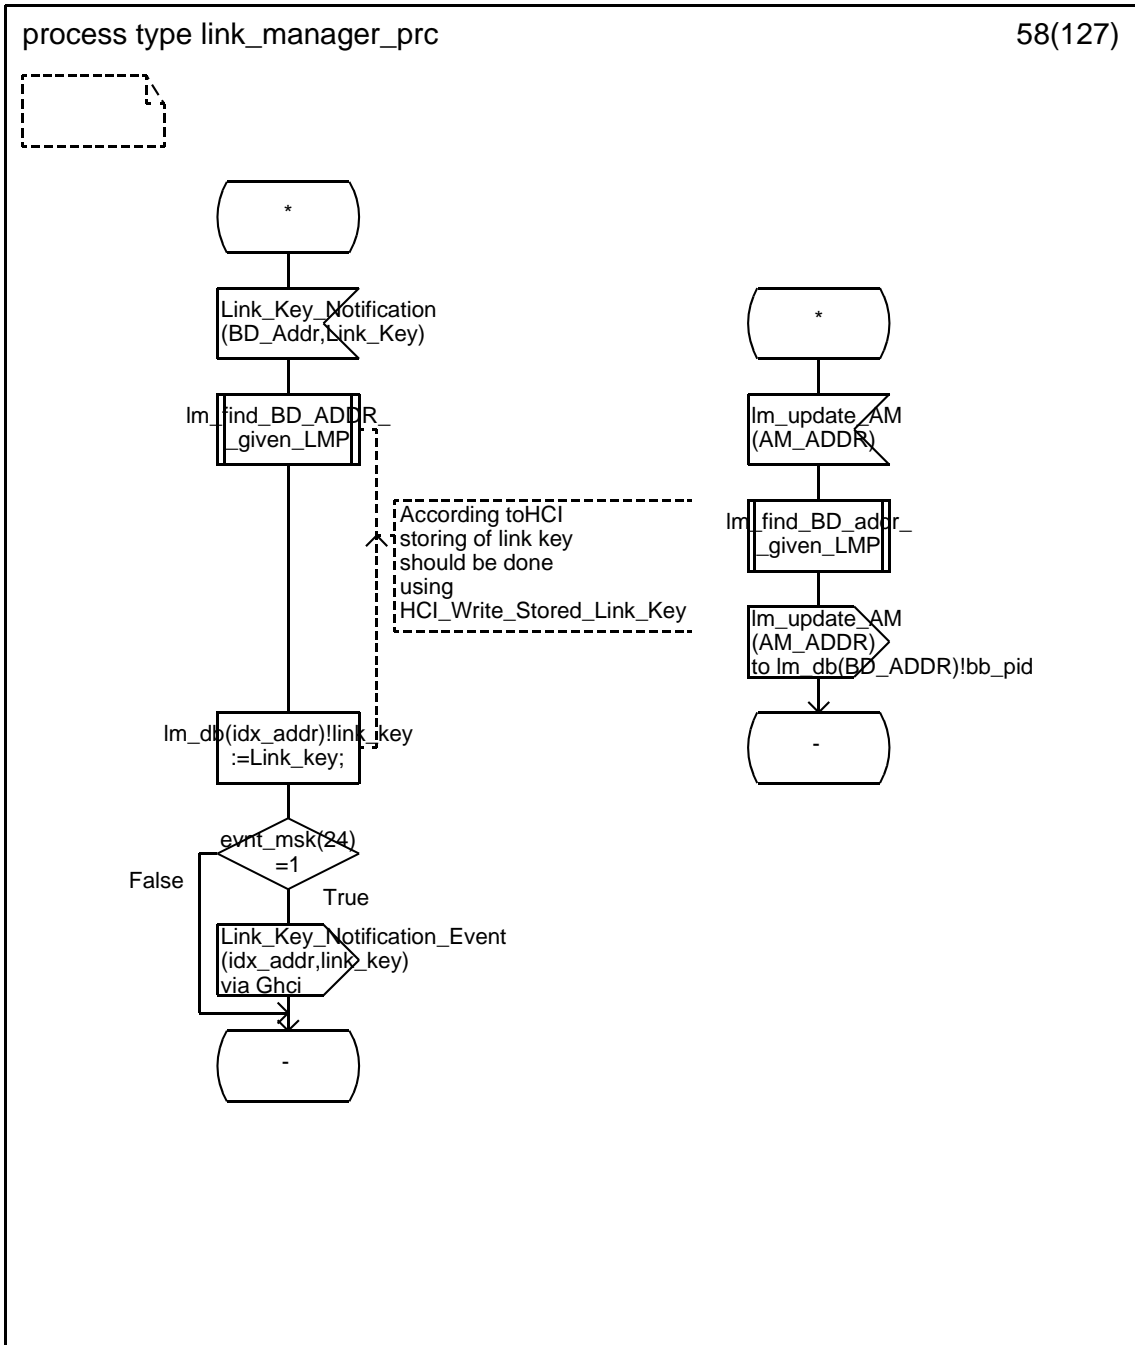 process type link_manager_prc
58(127)
*
Link_Key_Notification
(BD_Addr,Link_Key)
lm_find_BD_ADDR_
_given_LMP
According toHCI
storing of link key
should be done
using
HCI_Write_Stored_Link_Key
lm_db(idx_addr)!link_key
:=Link_key;
evnt_msk(24)
=1
False
True
Link_Key_Notification_Event
(idx_addr,link_key)
via Ghci
-
*
lm_update_AM
(AM_ADDR)
lm_find_BD_addr_
_given_LMP
lm_update_AM
(AM_ADDR)
to lm_db(BD_ADDR)!bb_pid
-